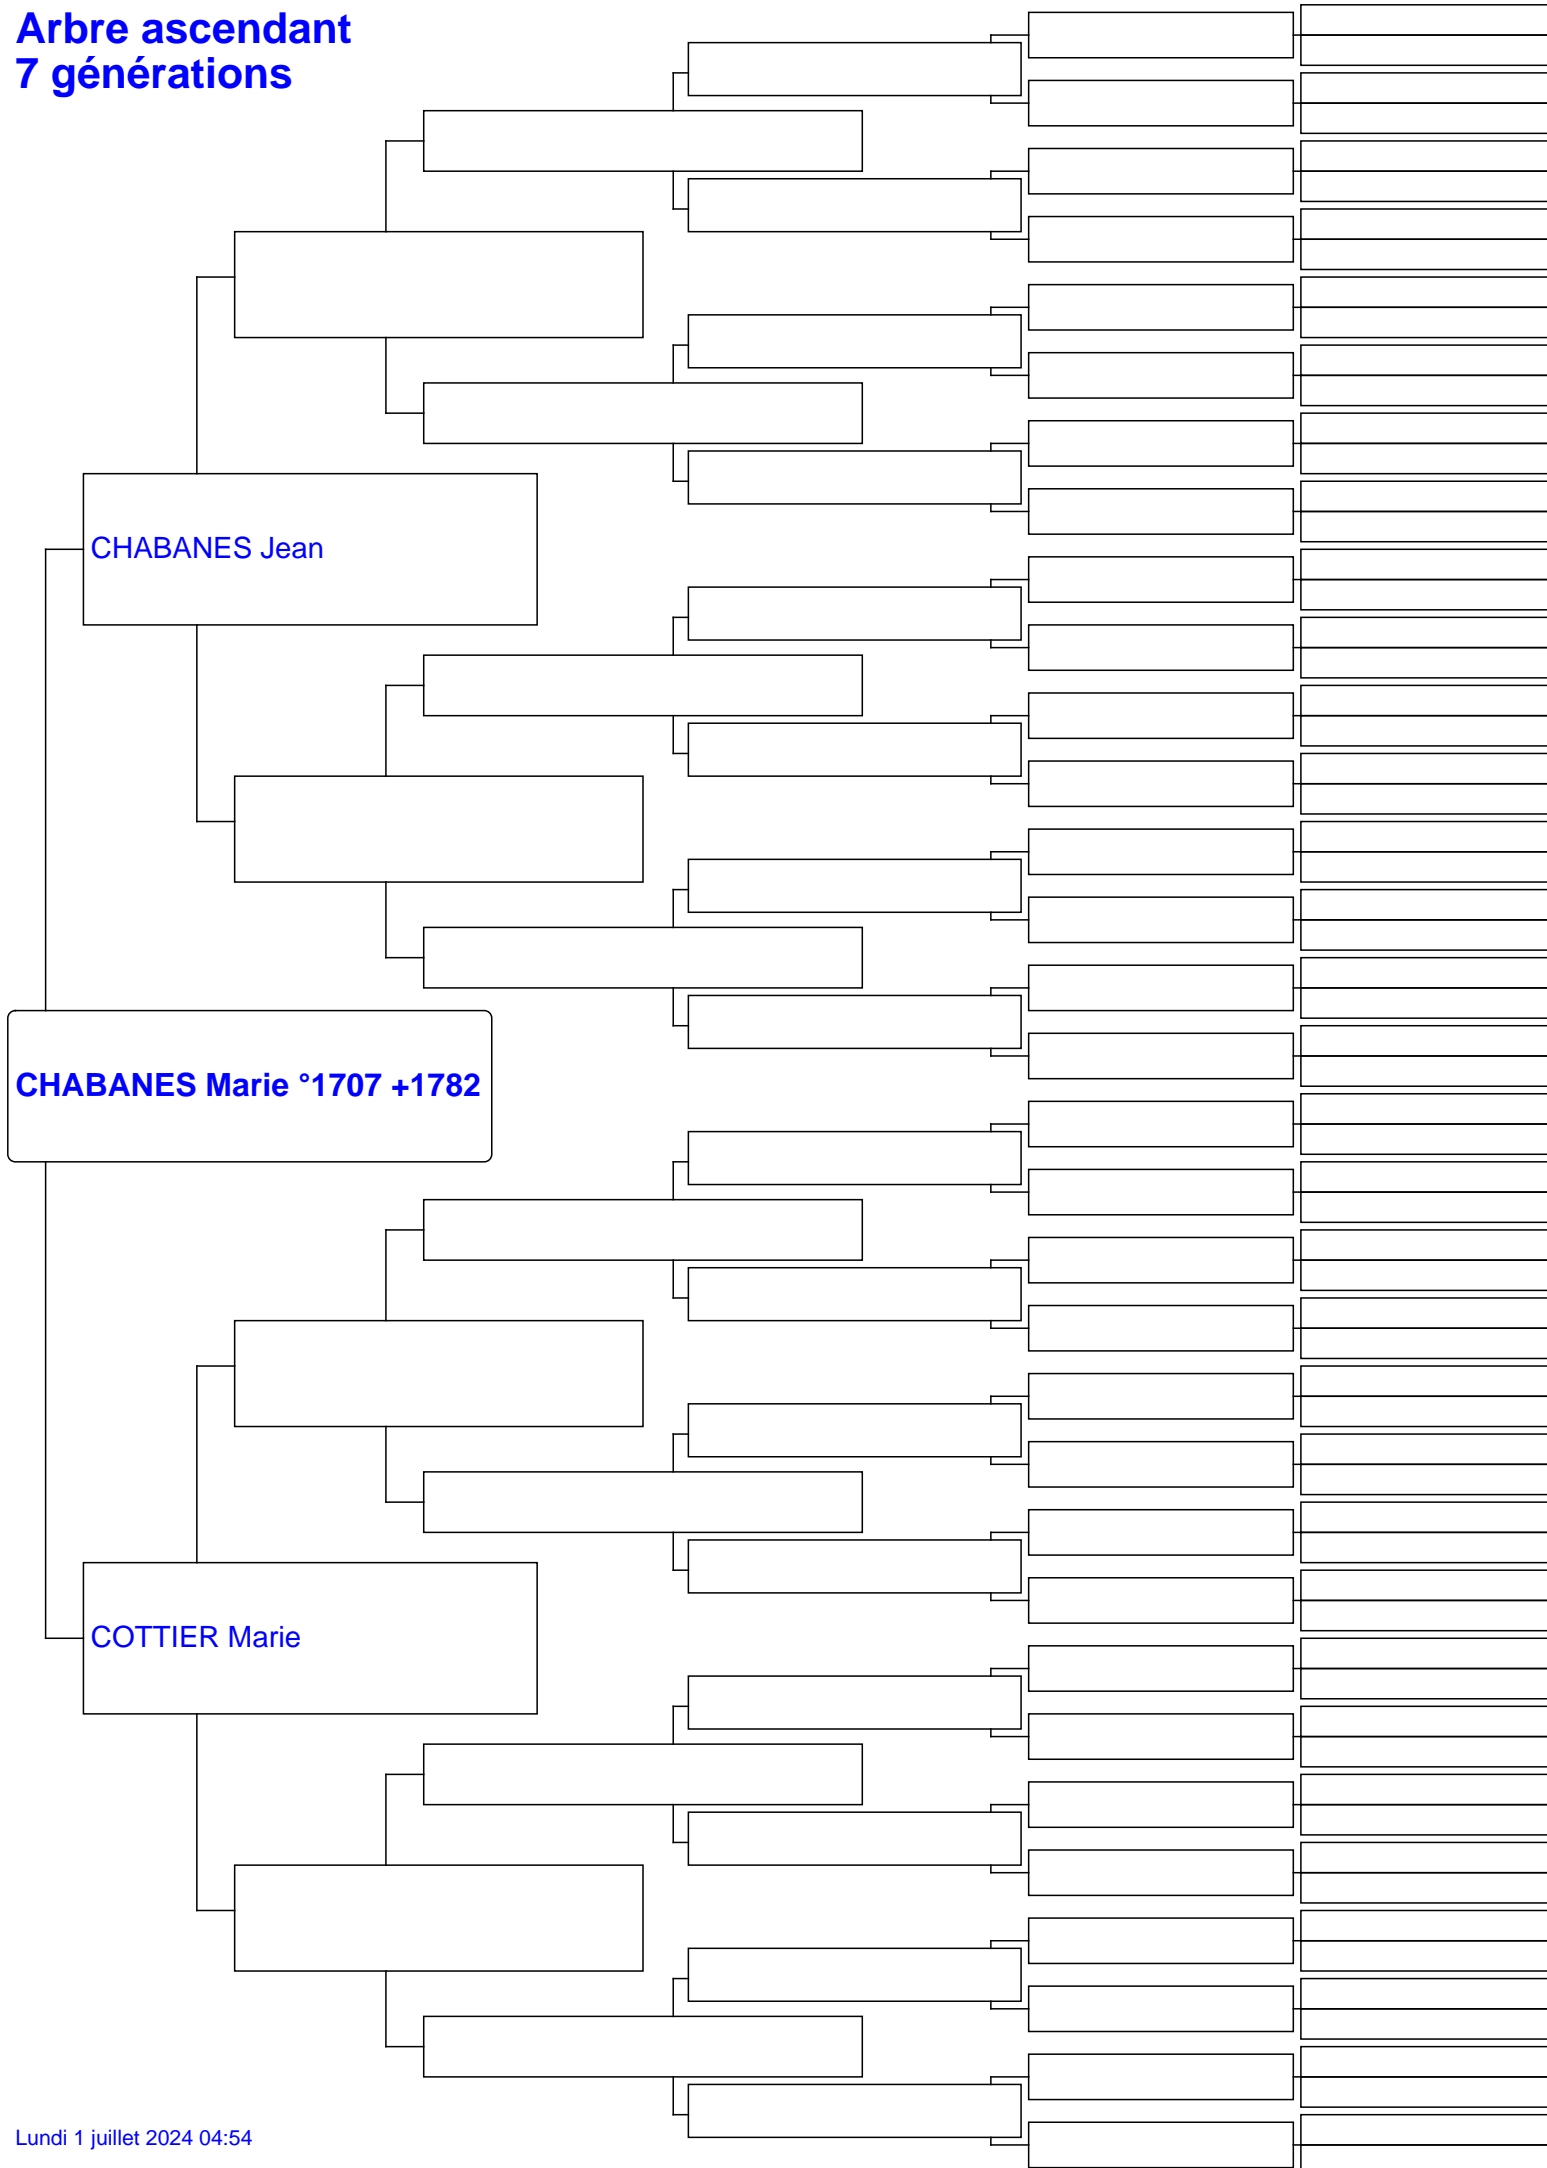 Arbre ascendant
7 générations
CHABANES Jean
CHABANES Marie °1707 +1782
COTTIER Marie
Lundi 1 juillet 2024 04:54